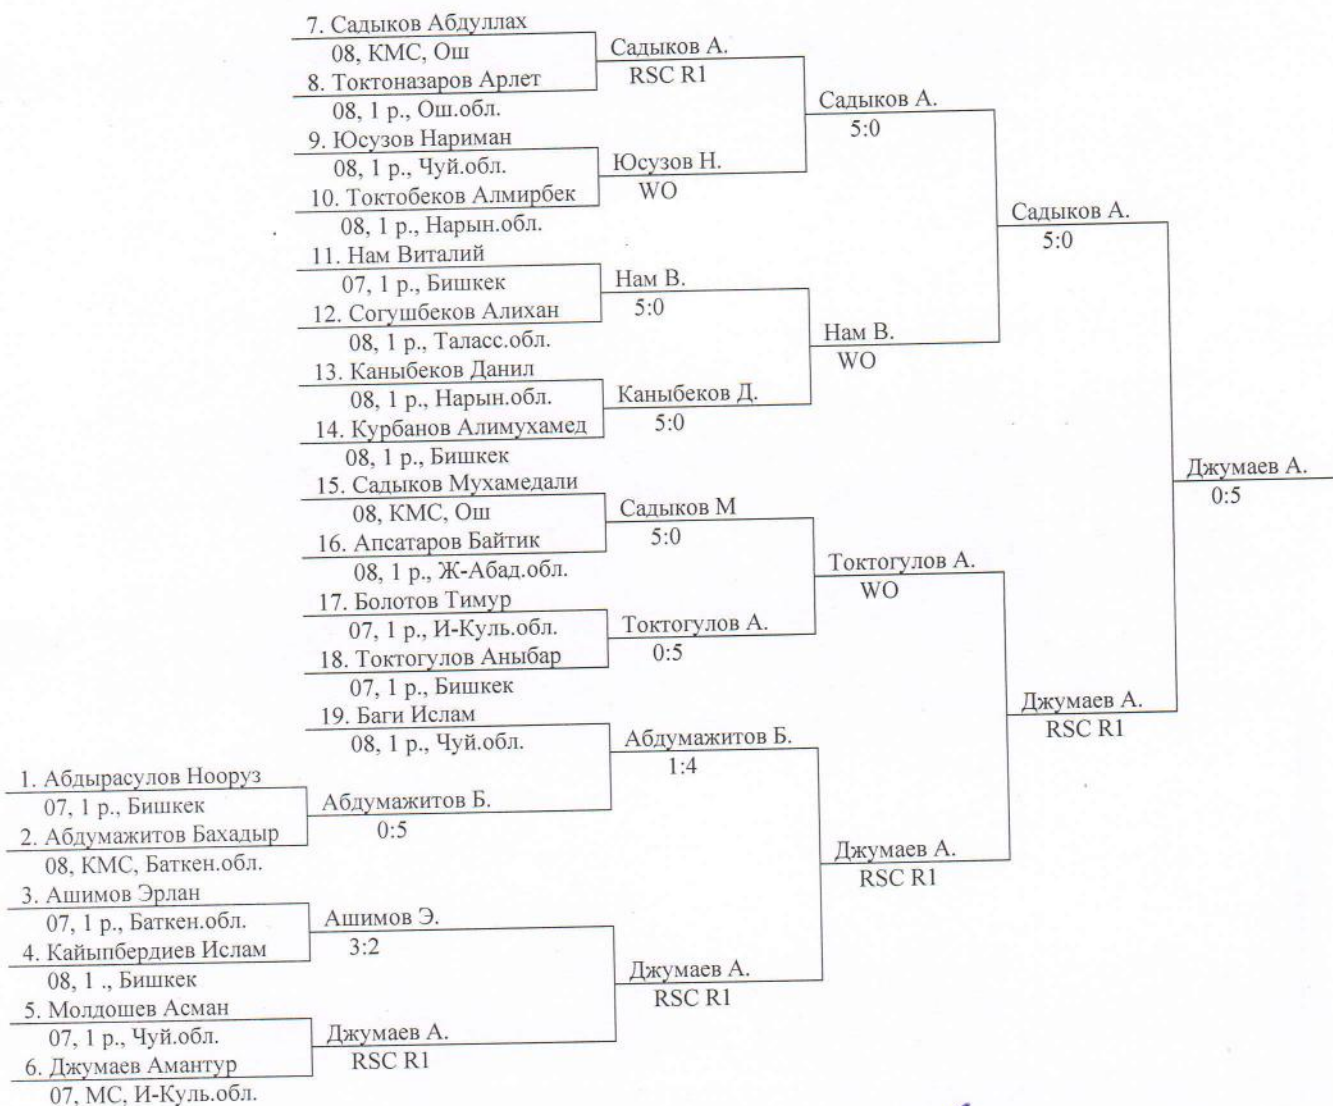 7. Садыков Абдуллах
08, КМС, Ош
8. Токтоназаров Арлет
08, 1 р., Ош.обл.
9. Юсузов Нариман
08, 1 р., Чуй.обл.
10. Токтобеков Алмирбек
08, 1 р., Нарын.обл.
11. Нам Виталий
07, 1 р., Бишкек
12. Согушбеков Алихан
08, 1 р., Таласс.обл.
13. Каныбеков Данил
08, 1 р., Нарын.обл.
14. Курбанов Алимухамед
08, 1 р., Бишкек
15. Садыков Мухамедали
08, КМС, Ош
16. Апсатаров Байтик
08, 1 р., Ж-Абад.обл.
17. Болотов Тимур
07, 1 р., И-Куль.обл.
18. Токтогулов Аныбар
07, 1 р., Бишкек
19. Баги Ислам
08, 1 р., Чуй.обл.
1. Абдырасулов Нооруз
07, 1 р., Бишкек
2. Абдумажитов Бахадыр
08, КМС, Баткен.обл.
3. Ашимов Эрлан
07, 1 р., Баткен.обл.
4. Кайыпбердиев Ислам
08, 1 ., Бишкек
5. Молдошев Асман
07, 1 р., Чуй.обл.
6. Джумаев Амантур
07, МС, И-Куль.обл.
Абдумажитов Б.
0:5
Ашимов Э.
3:2
Джумаев А.
RSC R1
Садыков А.
RSC R1
Юсузов Н.
WO
Нам В.
5:0
Каныбеков Д.
5:0
Садыков М
5:0
Токтогулов А.
0:5
Абдумажитов Б.
1:4
Джумаев А.
RSC R1
Садыков А.
5:0
Нам В.
WO
Токтогулов А.
WO
Джумаев А.
RSC R1
Садыков А.
5:0
Джумаев А.
RSC R1
Джумаев А.
0:5